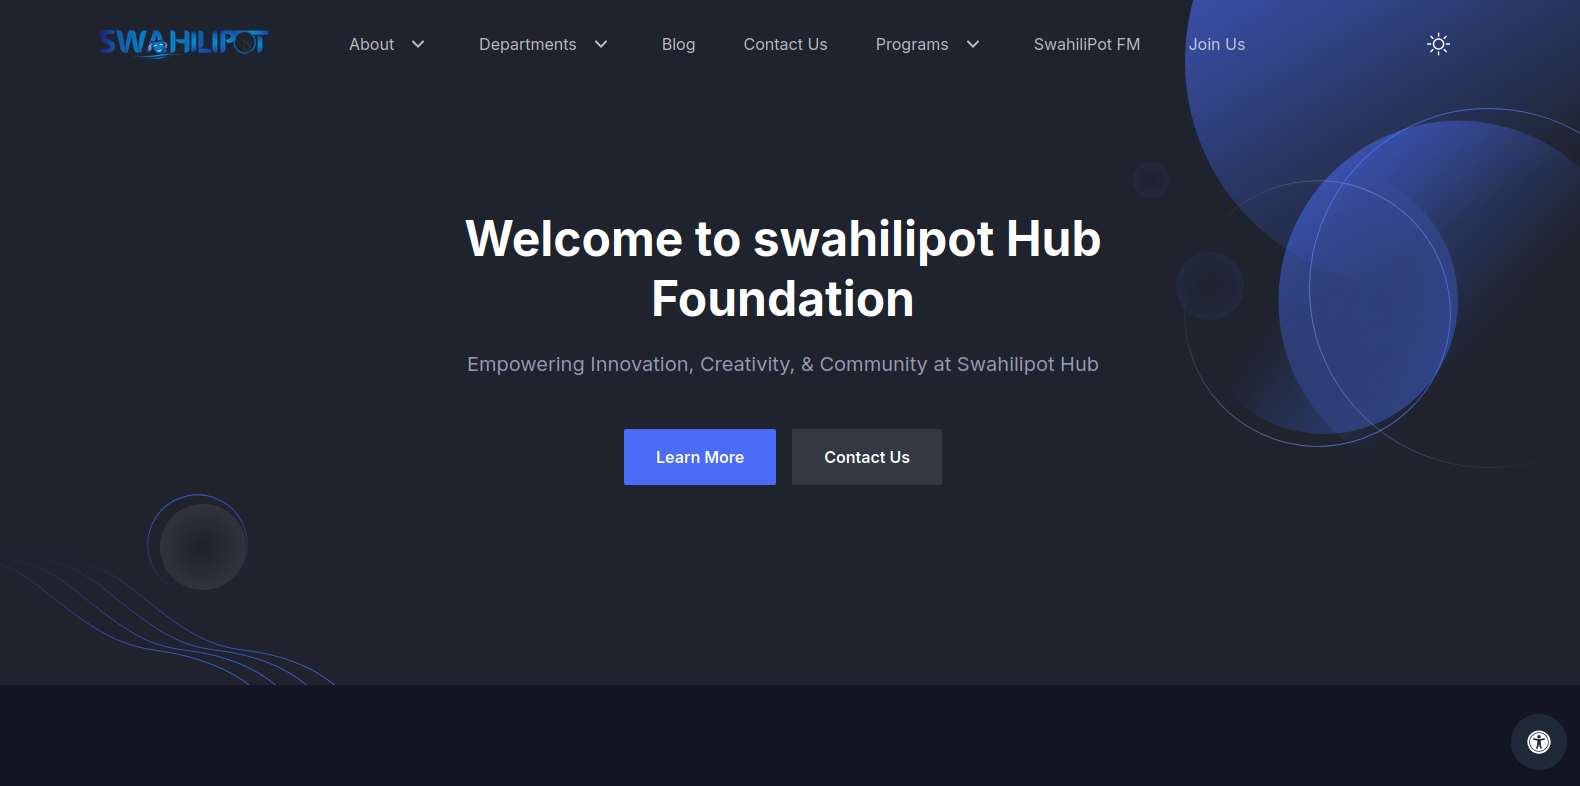 SWAHILIPOT
About
Departments
Blog
Contact Us
Programs
SwahiliPot FM
Join Us
Welcome to swahilipot Hub
Foundation
Empowering Innovation, Creativity, & Community at Swahilipot Hub
Learn More
Contact Us